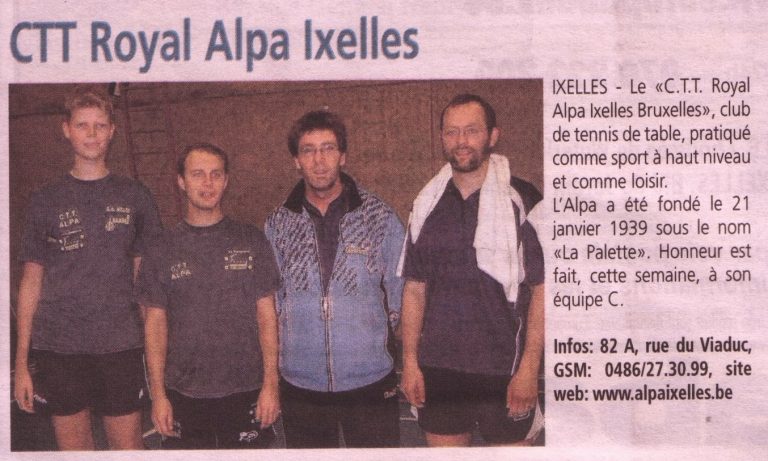 CTT Royal Alpa Ixelles
IXELLES - Le «C.T.T. Royal
Alpa Ixelles Bruxelles», club
de tennis de table, pratiqué
comme sport à haut niveau
et comme loisir.
L'Alpa a été fondé le 21
janvier 1939 sous le nom
«La Palette». Honneur est
fait, cette semaine, à son
équipe C.
Infos: 82 A, rue du Viaduc,
GSM: 0486/27.30.99, site
web: www.alpaixelles.be
C.T.T.
ALPA
C.T.T.
ALPA